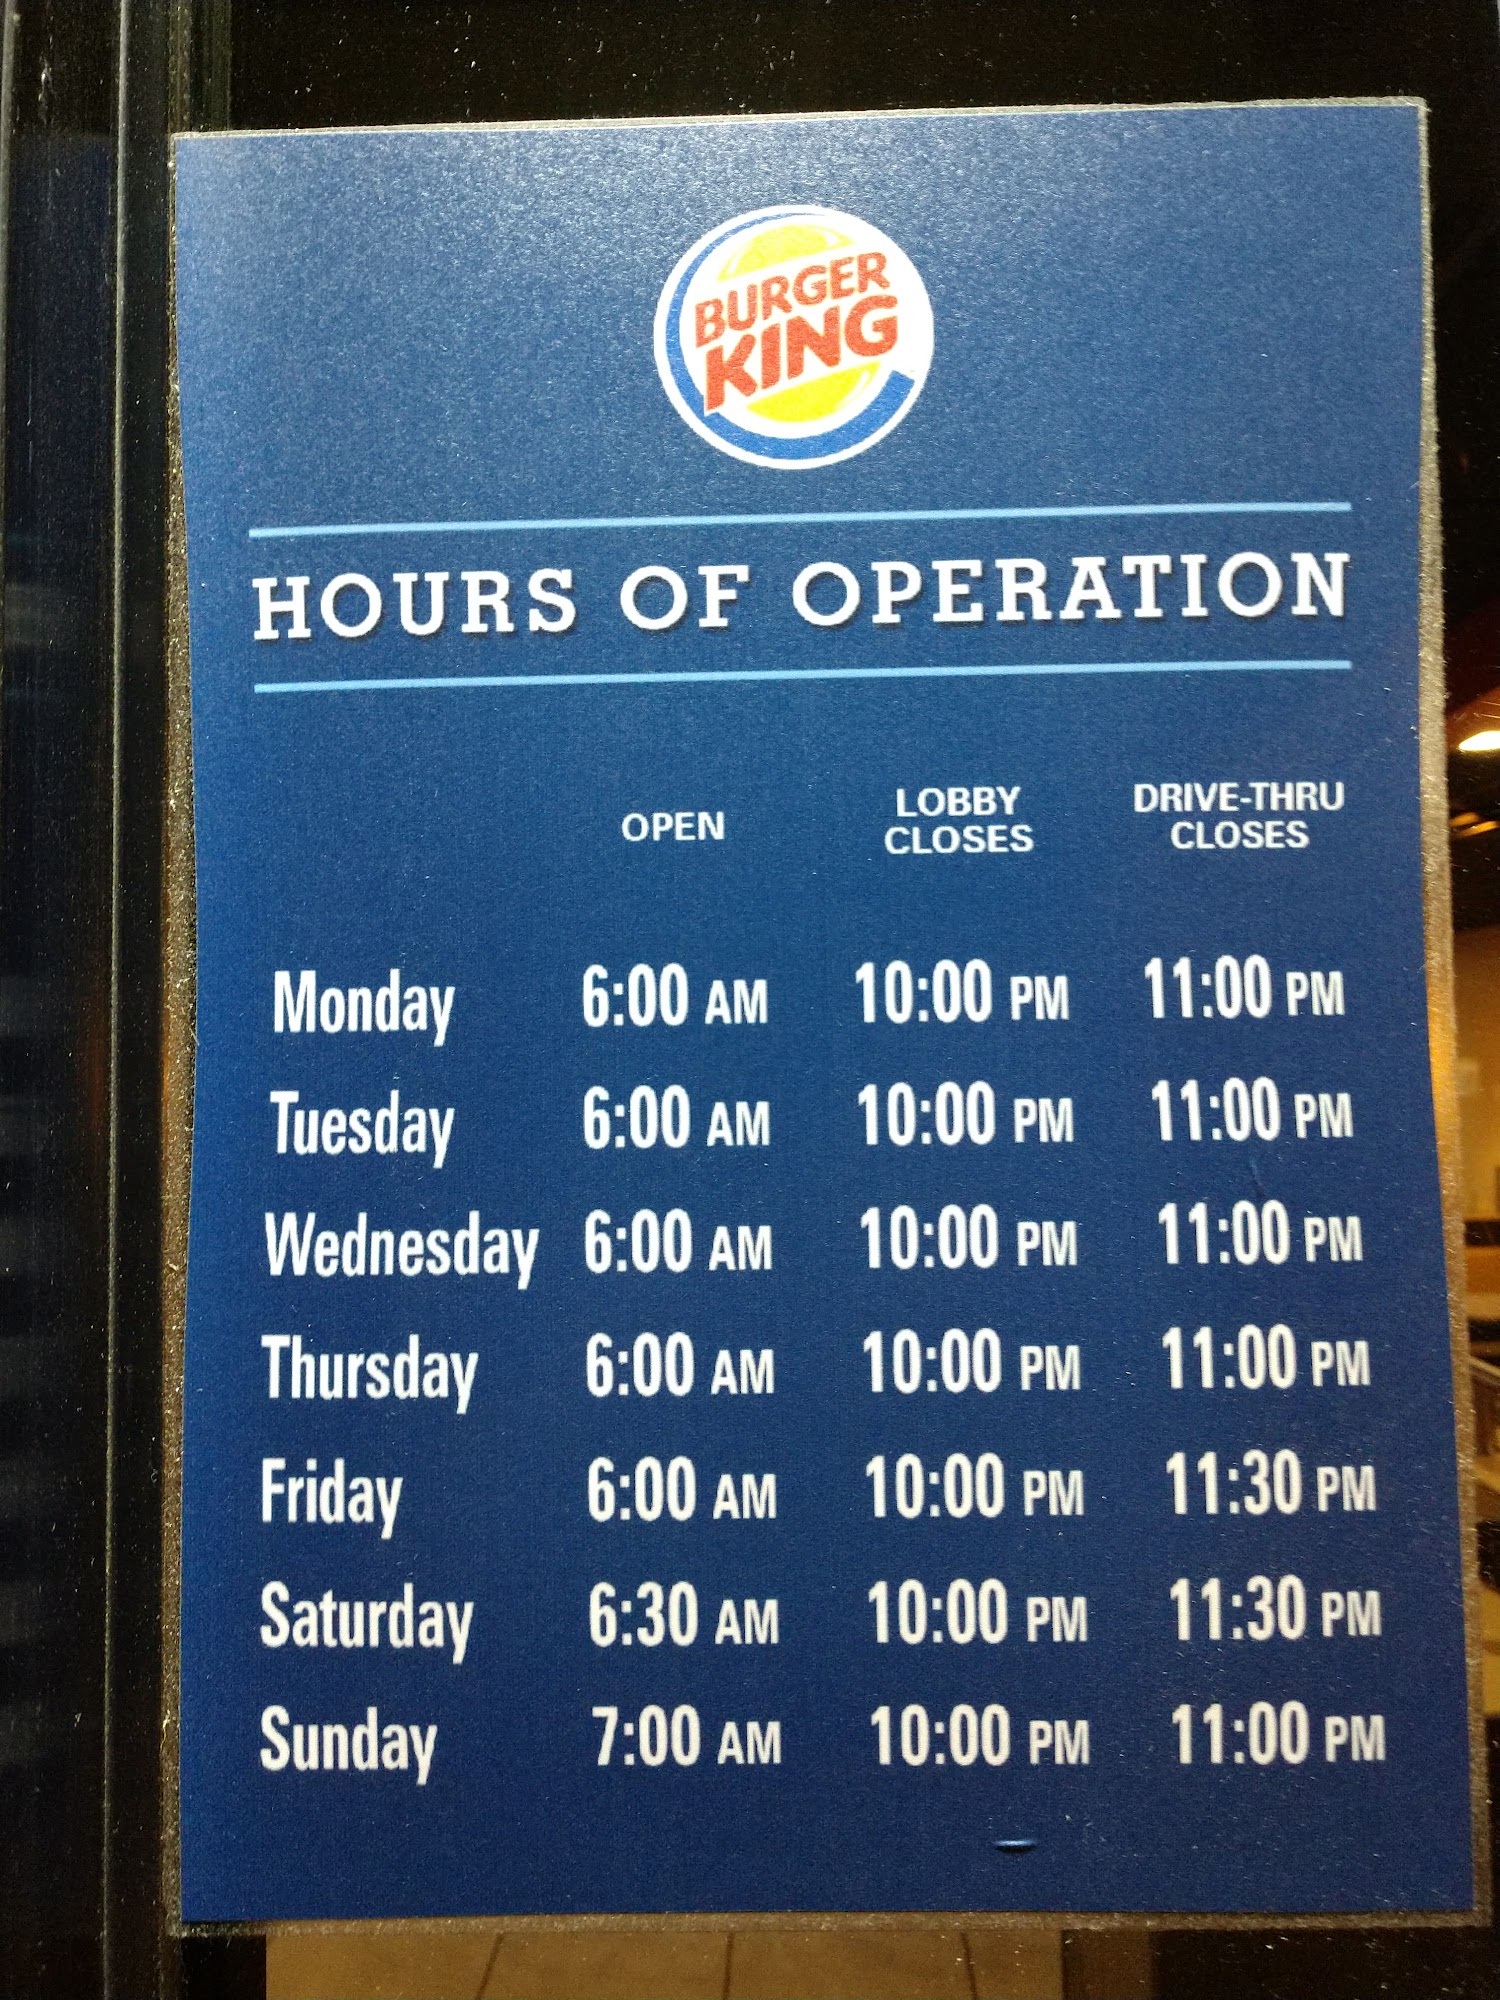 BURGER
KING
HOURS OF OPERATION
OPEN LOBBY CLOSES DRIVE-THRU CLOSES
Monday 6:00 AM 10:00 PM 11:00 PM
Tuesday 6:00 AM 10:00 PM 11:00 PM
Wednesday 6:00 AM 10:00 PM 11:00 PM
Thursday 6:00 AM 10:00 PM 11:00 PM
Friday 6:00 AM 10:00 PM 11:30 PM
Saturday 6:30 AM 10:00 PM 11:30 PM
Sunday 7:00 AM 10:00 PM 11:00 PM